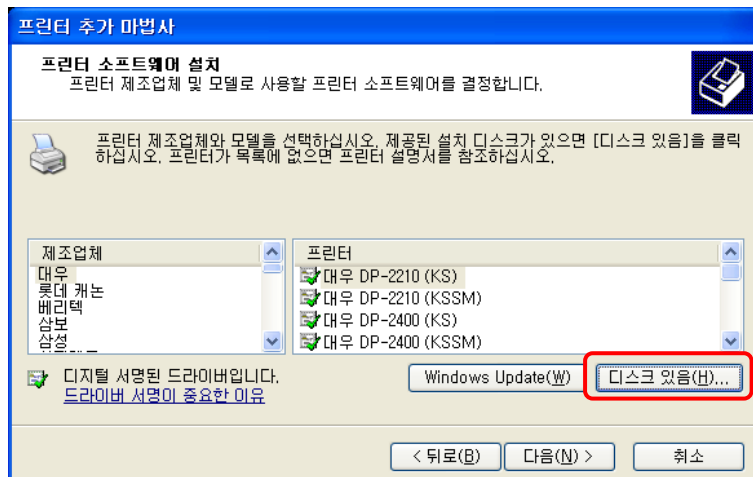 프린터 추가 마법사
프린터 소프트웨어 설치
프린터 제조업체 및 모델로 사용할 프린터 소프트웨어를 결정합니다.
프린터 제조업체와 모델을 선택하십시오. 제공된 설치 디스크가 있으면 [디스크 있음]을 클릭
하십시오. 프린터가 목록에 없으면 프린터 설명서를 참조하십시오.
제조업체
대우
롯데 캐논
베리텍
삼보
삼성
프린터
대우 DP-2210 (KS)
대우 DP-2210 (KSSM)
대우 DP-2400 (KS)
대우 DP-2400 (KSSM)
디지털 서명된 드라이버입니다.
드라이버 서명이 중요한 이유
Windows Update(W)
디스크 있음(H)...
< 뒤로(B)
다음(N) >
취소